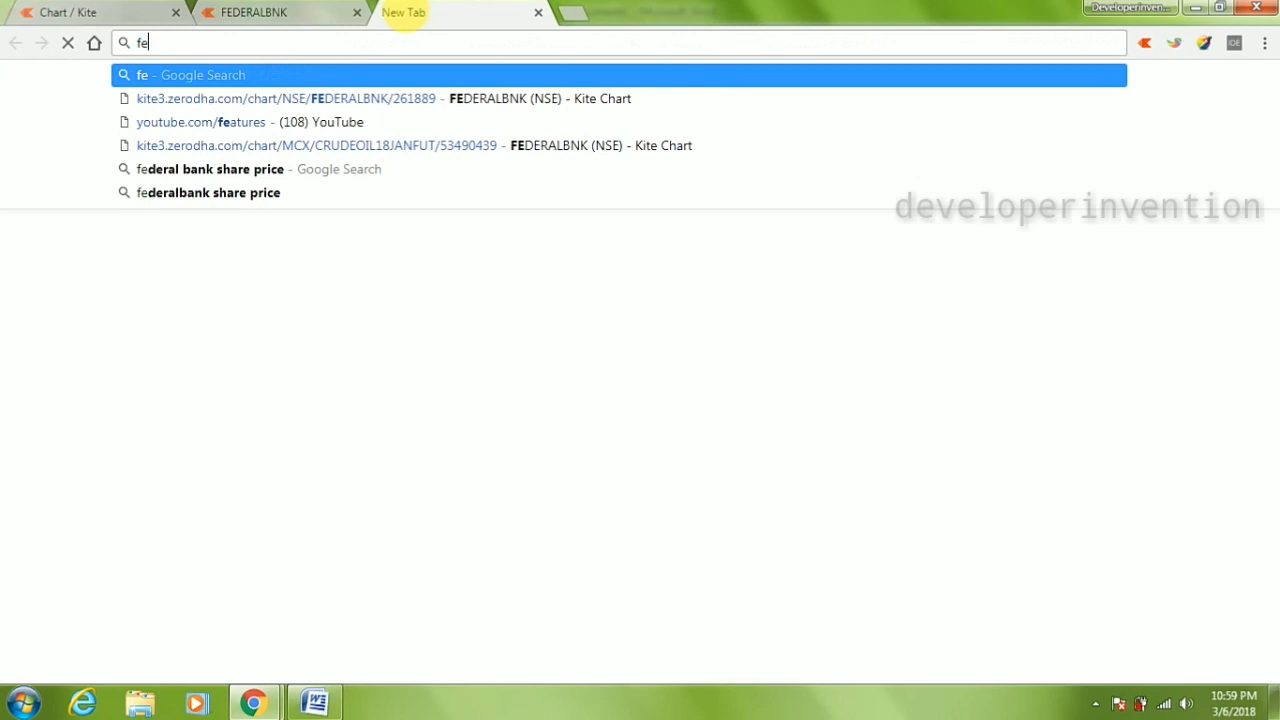 Chart / Kite
FEDERALBNK
New Tab
Developerinven...
fe
IDE
fe - Google Search
kite3.zerodha.com/chart/NSE/FEDERALBNK/261889 - FEDERALBNK (NSE) - Kite Chart
youtube.com/features - (108) YouTube
kite3.zerodha.com/chart/MCX/CRUDEOIL18JANFUT/53490439 - FEDERALBNK (NSE) - Kite Chart
federal bank share price - Google Search
federalbank share price
developerinvention
10:59 PM
3/6/2018